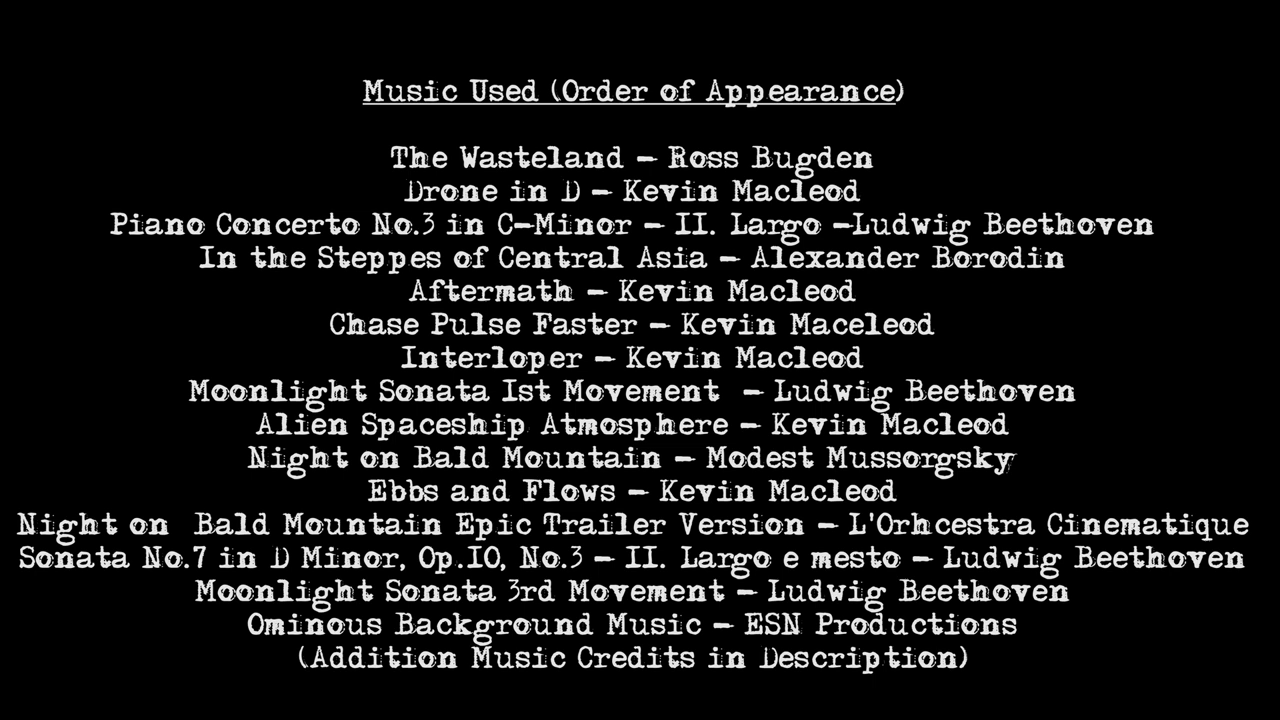 Music Used (Order of Appearance)
The Wasteland - Ross Bugden
Drone in D - Kevin Macleod
Piano Concerto No.3 in C-Minor - II. Largo -Ludwig Beethoven
In the Steppes of Central Asia - Alexander Borodin
Aftermath - Kevin Macleod
Chase Pulse Faster - Kevin Maceleod
Interloper - Kevin Macleod
Moonlight Sonata 1st Movement - Ludwig Beethoven
Alien Spaceship Atmosphere - Kevin Macleod
Night on Bald Mountain - Modest Mussorgsky
Ebbs and Flows - Kevin Macleod
Night on Bald Mountain Epic Trailer Version - L'Orhcestra Cinematique
Sonata No.7 in D Minor, Op.10, No.3 - II. Largo e mesto - Ludwig Beethoven
Moonlight Sonata 3rd Movement - Ludwig Beethoven
Ominous Background Music - ESN Productions
(Addition Music Credits in Description)